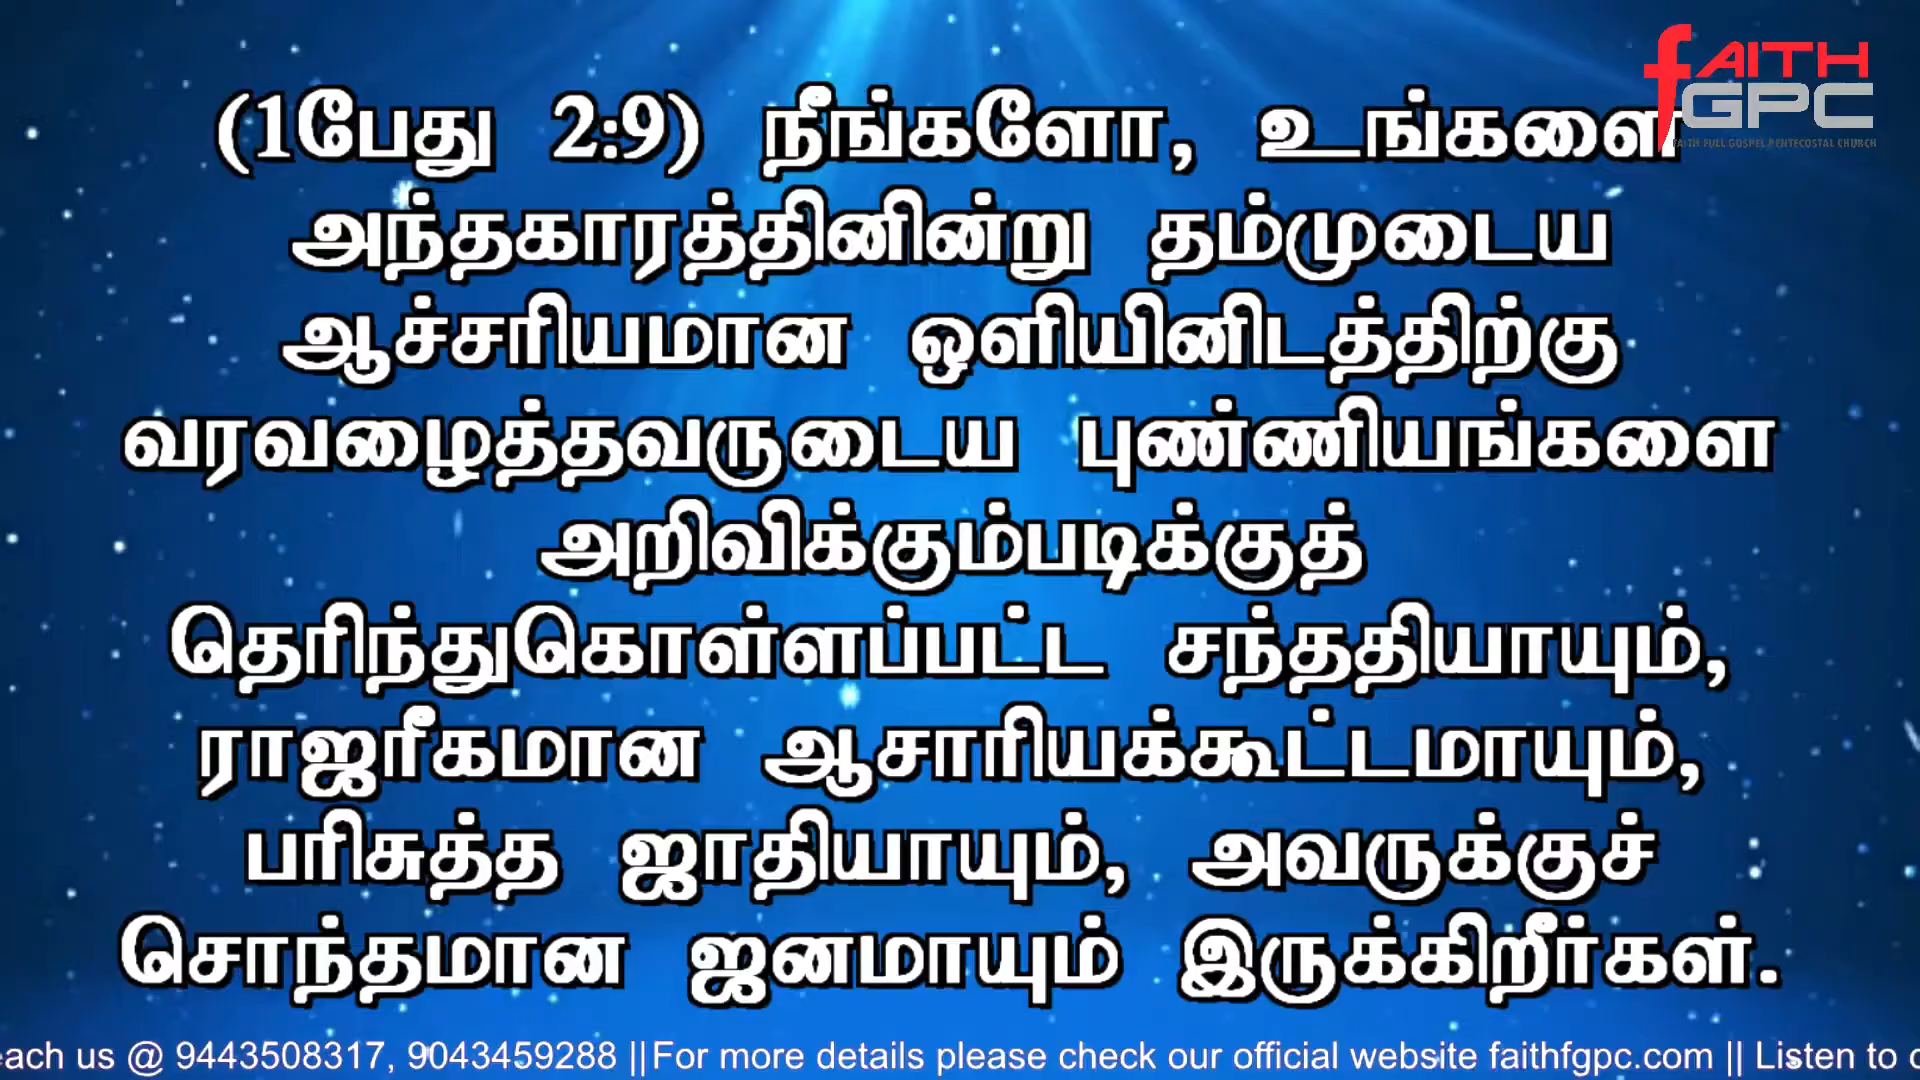 fAITH
GPC
FAITH FULL GOSPEL PENTECOSTAL CHURCH
(1பேது 2:9) நீங்களோ, உங்களை
அந்தகாரத்தினின்று தம்முடைய
ஆச்சரியமான ஒளியினிடத்திற்கு
வரவழைத்தவருடைய புண்ணியங்களை
அறிவிக்கும்படிக்குத்
தெரிந்துகொள்ளப்பட்ட சந்ததியாயும்,
ராஜரீகமான ஆசாரியக்கூட்டமாயும்,
பரிசுத்த ஜாதியாயும், அவருக்குச்
சொந்தமான ஜனமாயும் இருக்கிறீர்கள்.
each us @ 9443508317, 9043459288 ||For more details please check our official website faithfgpc.com || Listen to